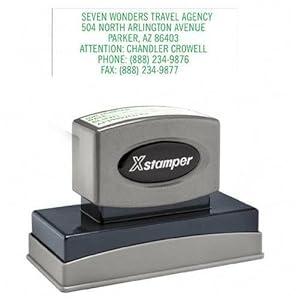 SEVEN WONDERS TRAVEL AGENCY
504 NORTH ARLINGTON AVENUE
PARKER, AZ 86403
ATTENTION: CHANDLER CROWELL
PHONE: (888) 234-9876
FAX: (888) 234-9877
Xstamper